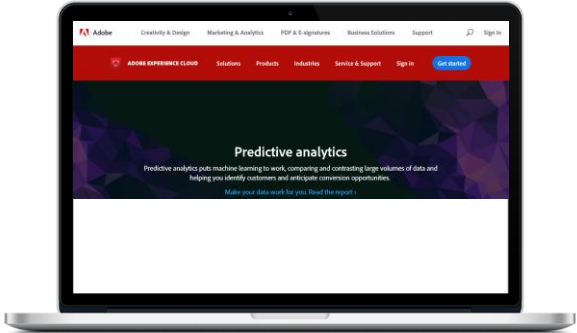 Adobe Creativity & Design Marketing & Analytics PDF & E-signatures Business Solutions Support Sign In
ADOBE EXPERIENCE CLOUD Solutions Products Industries Service & Support Sign in Get started
Predictive analytics
Predictive analytics puts machine learning to work, comparing and contrasting large volumes of data and
helping you identify customers and anticipate conversion opportunities.
Make your data work for you. Read the report ›